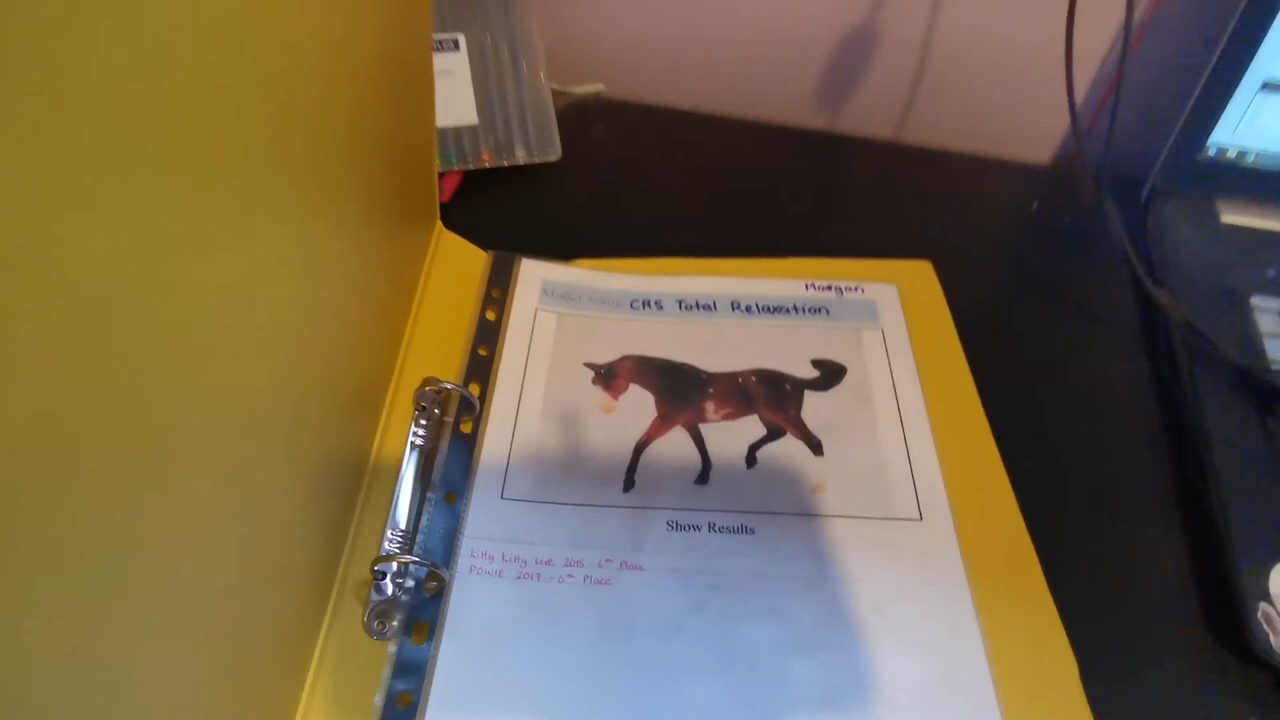 Morgan
Model Name: CRS Total Relaxation
Show Results
Kitty Kitty Live 2015 - 6th Place
POWIE 2017 - 6th Place